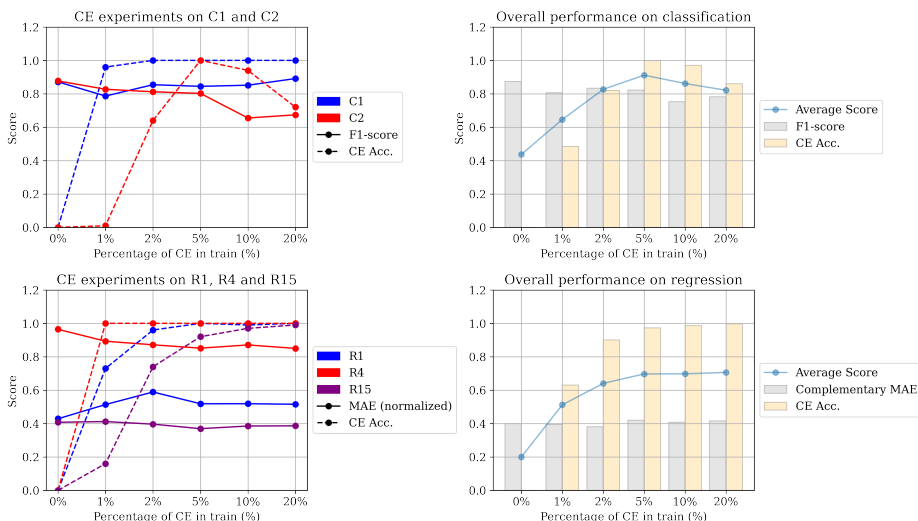 CE experiments on C1 and C2
1.2
1.0
0.8
0.6
0.4
0.2
0.0
Score
0% 1% 2% 5% 10% 20%
Percentage of CE in train (%)
C1
C2
F1-score
CE Acc.
Overall performance on classification
1.2
1.0
0.8
0.6
0.4
0.2
0.0
Score
0% 1% 2% 5% 10% 20%
Percentage of CE in train (%)
Average Score
F1-score
CE Acc.
CE experiments on R1, R4 and R15
1.2
1.0
0.8
0.6
0.4
0.2
0.0
Score
0% 1% 2% 5% 10% 20%
Percentage of CE in train (%)
R1
R4
R15
MAE (normalized)
CE Acc.
Overall performance on regression
1.2
1.0
0.8
0.6
0.4
0.2
0.0
Score
0% 1% 2% 5% 10% 20%
Percentage of CE in train (%)
Average Score
Complementary MAE
CE Acc.